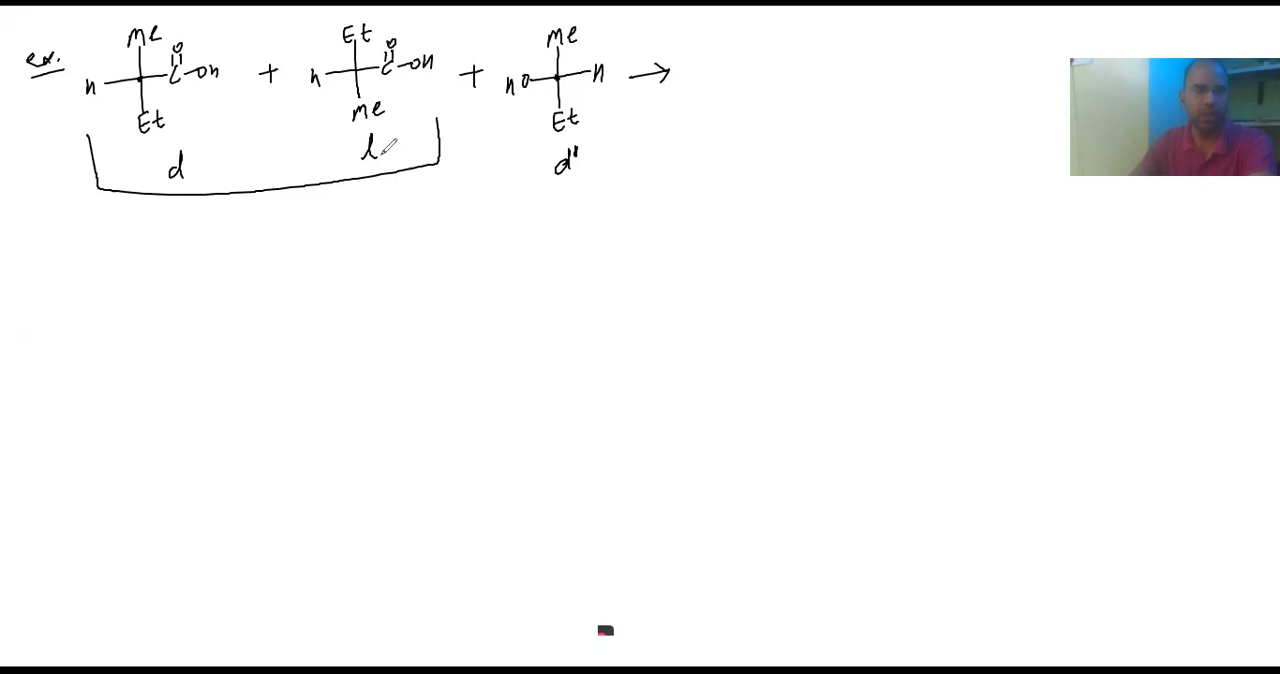 ex.
Me Et Me
O O
H C-OH + H C-OH + HO H →
Et Me Et
d l d'